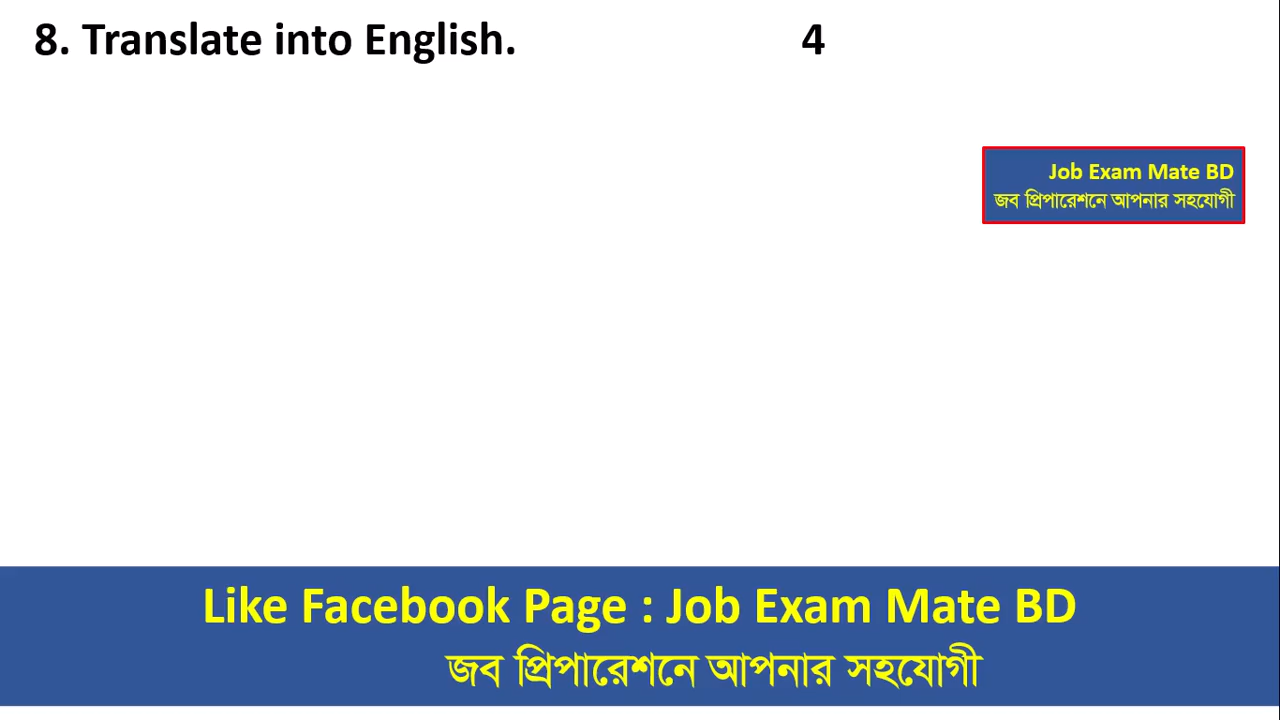 8. Translate into English. 4
Job Exam Mate BD
জব প্রিপারেশনে আপনার সহযোগী
Like Facebook Page : Job Exam Mate BD
জব প্রিপারেশনে আপনার সহযোগী